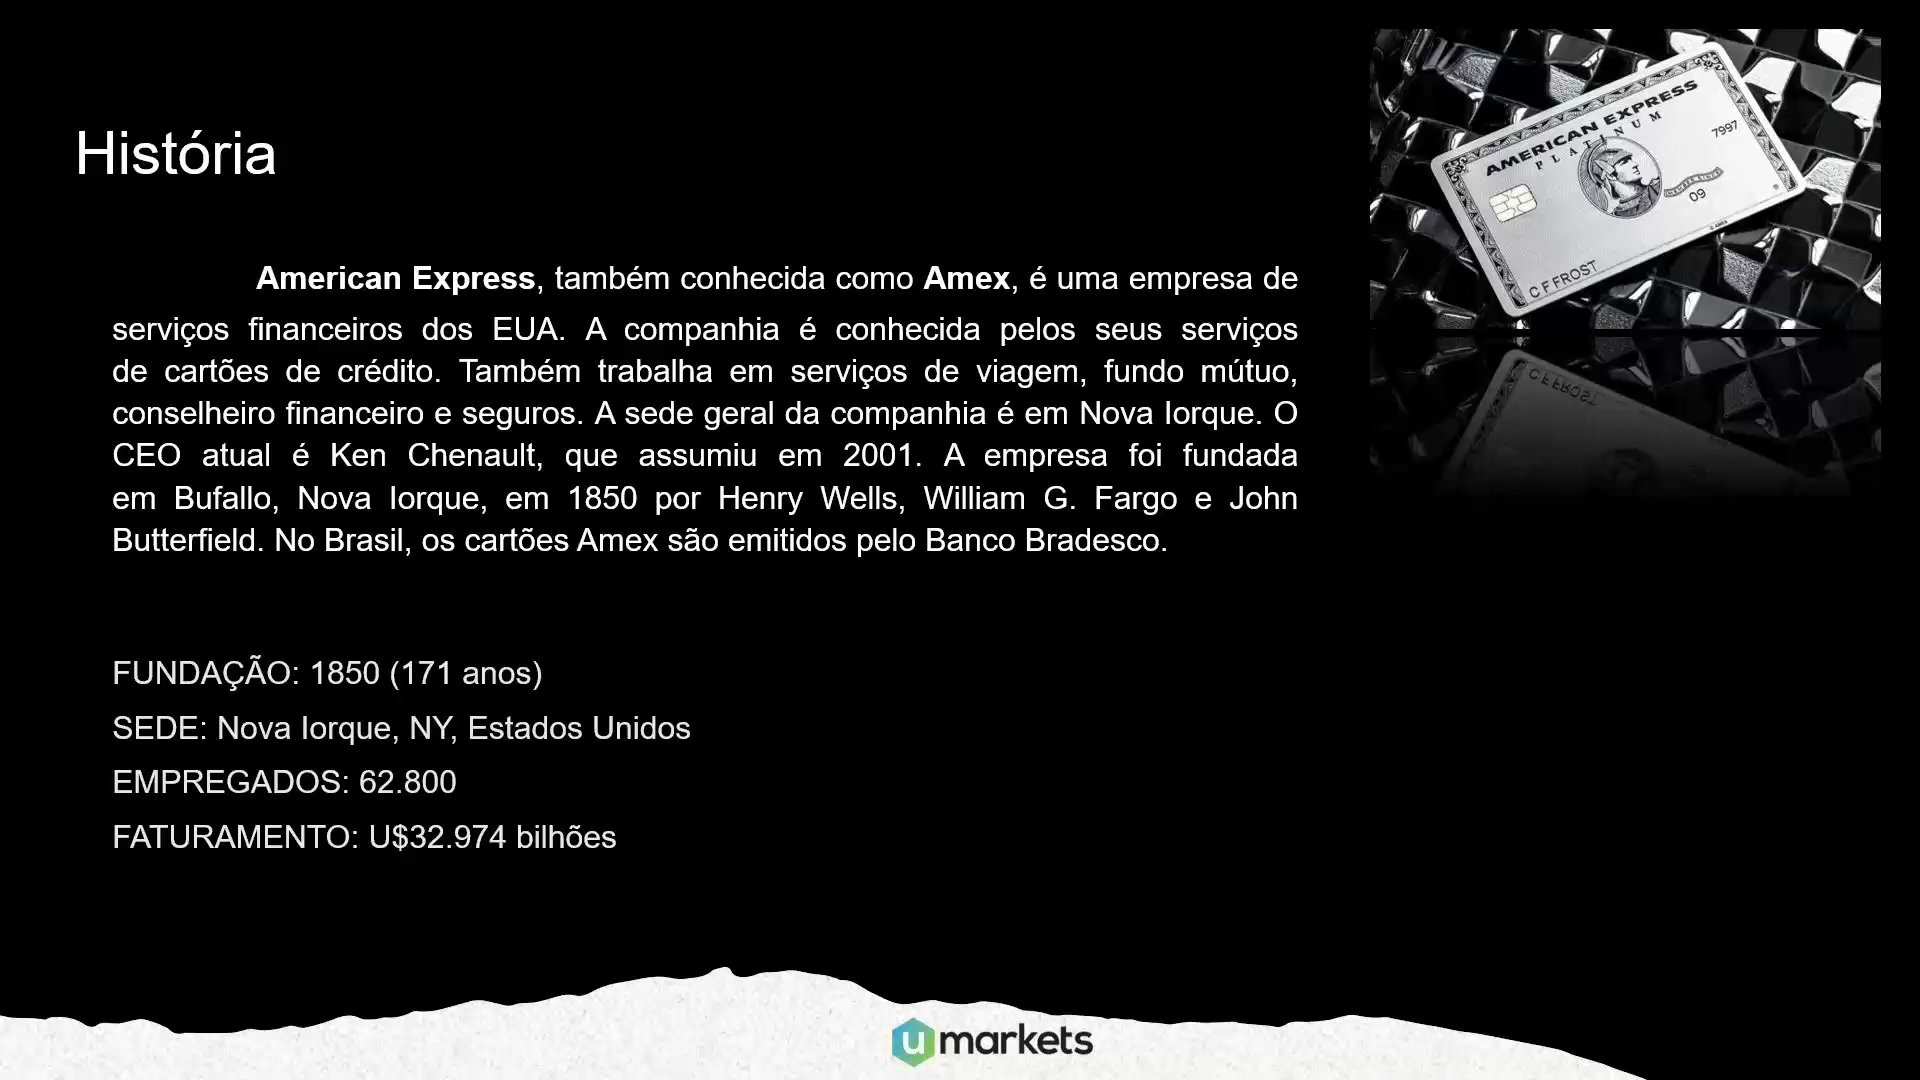 História
American Express, também conhecida como Amex, é uma empresa de
serviços financeiros dos EUA. A companhia é conhecida pelos seus serviços
de cartões de crédito. Também trabalha em serviços de viagem, fundo mútuo,
conselheiro financeiro e seguros. A sede geral da companhia é em Nova Iorque. O
CEO atual é Ken Chenault, que assumiu em 2001. A empresa foi fundada
em Bufallo, Nova Iorque, em 1850 por Henry Wells, William G. Fargo e John
Butterfield. No Brasil, os cartões Amex são emitidos pelo Banco Bradesco.
FUNDAÇÃO: 1850 (171 anos)
SEDE: Nova Iorque, NY, Estados Unidos
EMPREGADOS: 62.800
FATURAMENTO: U$32.974 bilhões
AMERICAN EXPRESS
PLATINUM
7997
09
C F FROST
umarkets